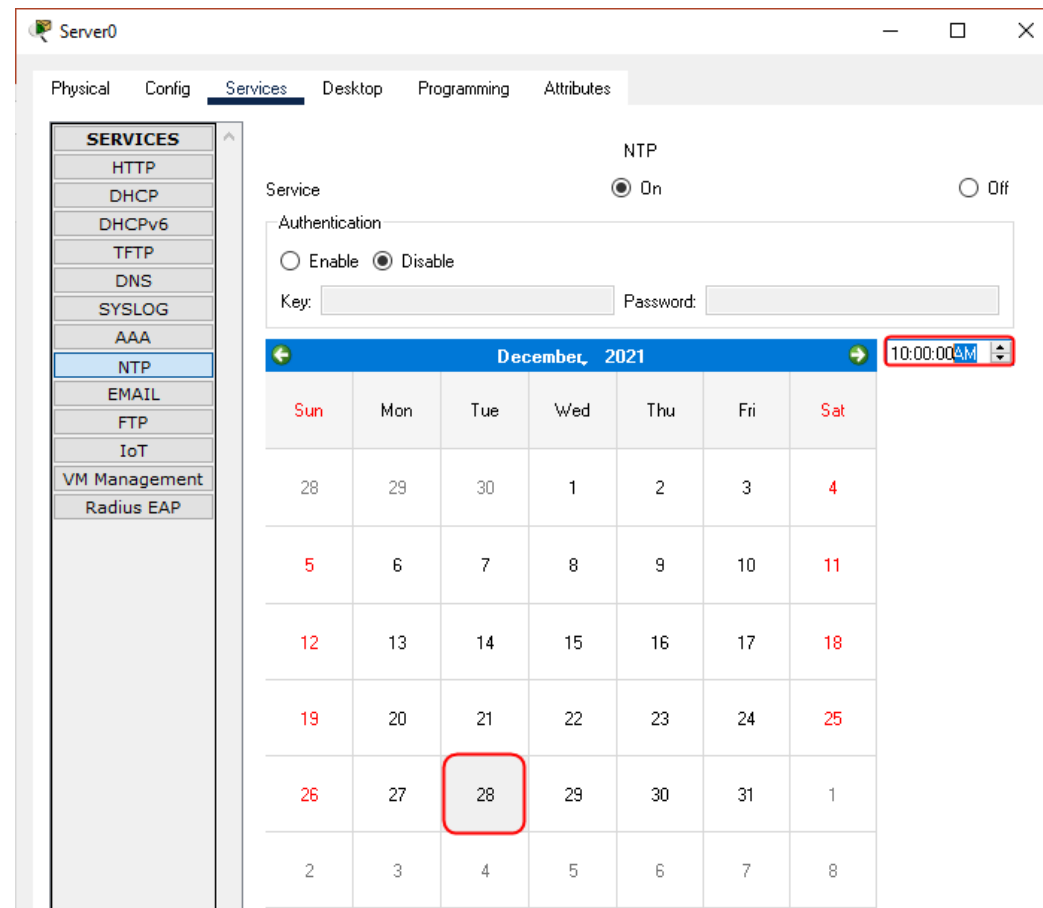 Server0
Physical Config Services Desktop Programming Attributes
SERVICES
HTTP
DHCP
DHCPv6
TFTP
DNS
SYSLOG
AAA
NTP
EMAIL
FTP
IoT
VM Management
Radius EAP
NTP
Service On Off
Authentication
Enable Disable
Key: Password:
December, 2021 10:00:00AM
Sun Mon Tue Wed Thu Fri Sat
28 29 30 1 2 3 4
5 6 7 8 9 10 11
12 13 14 15 16 17 18
19 20 21 22 23 24 25
26 27 28 29 30 31 1
2 3 4 5 6 7 8